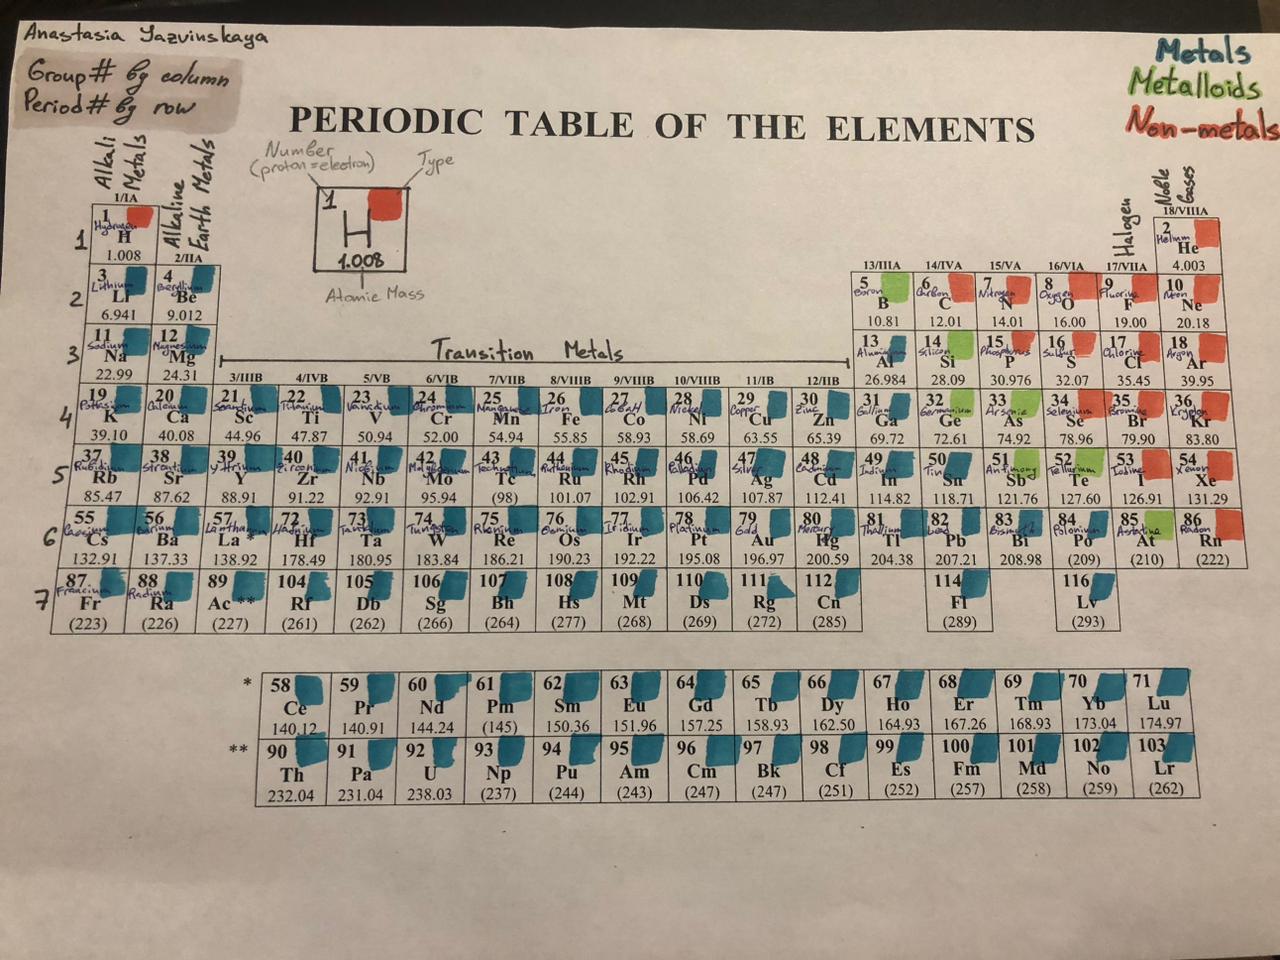 Anastasia Yazvinskaya
Group# by column
Period# by row
Metals
Metalloids
Non-metals
PERIODIC TABLE OF THE ELEMENTS
Alkali Metals
Alkaline Earth Metals
Number
(proton=electron)
Type
1
H
1.008
Atomic Mass
Halogen
Noble Gases
Transition Metals
1/IA 2/IIA 3/IIIB 4/IVB 5/VB 6/VIB 7/VIIB 8/VIIIB 9/VIIIB 10/VIIIB 11/IB 12/IIB 13/IIIA 14/IVA 15/VA 16/VIA 17/VIIA 18/VIIIA
1
1 2
Hydrogen Helium
H He
1.008 4.003
2
3 4 5 6 7 8 9 10
Lithium Beryllium Boron Carbon Nitrogen Oxygen Fluorine Neon
Li Be B C N O F Ne
6.941 9.012 10.81 12.01 14.01 16.00 19.00 20.18
3
11 12 13 14 15 16 17 18
Sodium Magnesium Aluminum Silicon Phosphorus Sulfur Chlorine Argon
Na Mg Al Si P S Cl Ar
22.99 24.31 26.984 28.09 30.976 32.07 35.45 39.95
4
19 20 21 22 23 24 25 26 27 28 29 30 31 32 33 34 35 36
Potassium Calcium Scandium Titanium Chromium Manganese Iron Cobalt Nickel Copper Zinc Gallium Germanium Arsenic Selenium Bromine Krypton
K Ca Sc Ti V Cr Mn Fe Co Ni Cu Zn Ga Ge As Se Br Kr
39.10 40.08 44.96 47.87 50.94 52.00 54.94 55.85 58.93 58.69 63.55 65.39 69.72 72.61 74.92 78.96 79.90 83.80
5
37 38 39 40 41 42 43 44 45 46 47 48 49 50 51 52 53 54
Rubidium Strontium Yttrium Zirconium Niobium Ruthenium Rhodium Palladium Silver Cadmium Indium Tin Antimony Tellurium Iodine Xenon
Rb Sr Y Zr Nb Mo Tc Ru Rh Pd Ag Cd In Sn Sb Te I Xe
85.47 87.62 88.91 91.22 92.91 95.94 (98) 101.07 102.91 106.42 107.87 112.41 114.82 118.71 121.76 127.60 126.91 131.29
6
55 56 57 72 73 74 75 76 77 78 79 80 81 82 83 84 85 86
Barium Hafnium Tantalum Tungsten Rhenium Osmium Iridium Platinum Gold Mercury Thallium Lead Bismuth Polonium Astatine Radon
Cs Ba La * Hf Ta W Re Os Ir Pt Au Hg Tl Pb Bi Po At Rn
132.91 137.33 138.92 178.49 180.95 183.84 186.21 190.23 192.22 195.08 196.97 200.59 204.38 207.21 208.98 (209) (210) (222)
7
87 88 89 104 105 106 107 108 109 110 111 112 114 116
Francium Radium
Fr Ra Ac ** Rf Db Sg Bh Hs Mt Ds Rg Cn Fl Lv
(223) (226) (227) (261) (262) (266) (264) (277) (268) (269) (272) (285) (289) (293)
* 58 59 60 61 62 63 64 65 66 67 68 69 70 71
Ce Pr Nd Pm Sm Eu Gd Tb Dy Ho Er Tm Yb Lu
140.12 140.91 144.24 (145) 150.36 151.96 157.25 158.93 162.50 164.93 167.26 168.93 173.04 174.97
** 90 91 92 93 94 95 96 97 98 99 100 101 102 103
Th Pa U Np Pu Am Cm Bk Cf Es Fm Md No Lr
232.04 231.04 238.03 (237) (244) (243) (247) (247) (251) (252) (257) (258) (259) (262)